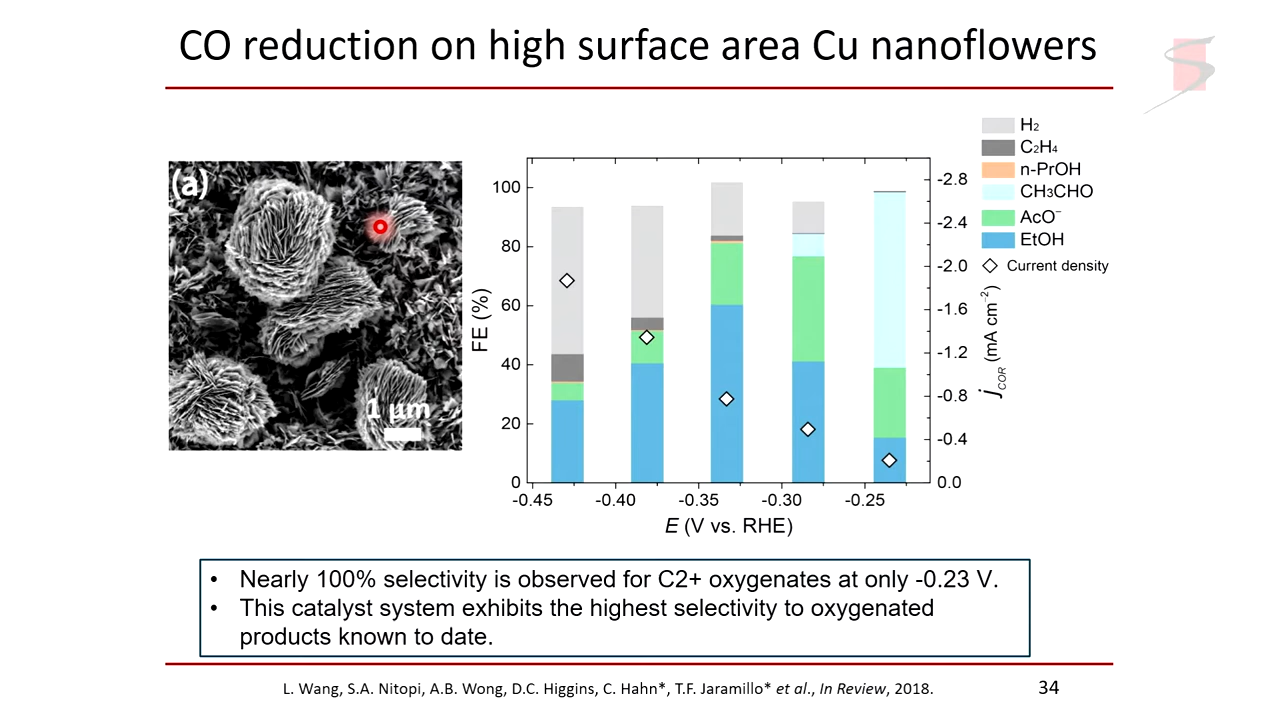 CO reduction on high surface area Cu nanoflowers
(a)
1 µm
FE (%)
100
80
60
40
20
0
-0.45
-0.40
-0.35
-0.30
-0.25
E (V vs. RHE)
-2.8
-2.4
-2.0
-1.6
-1.2
-0.8
-0.4
0.0
jCOR (mA cm⁻²)
H₂
C₂H₄
n-PrOH
CH₃CHO
AcO⁻
EtOH
Current density
• Nearly 100% selectivity is observed for C2+ oxygenates at only -0.23 V.
• This catalyst system exhibits the highest selectivity to oxygenated
products known to date.
L. Wang, S.A. Nitopi, A.B. Wong, D.C. Higgins, C. Hahn*, T.F. Jaramillo* et al., In Review, 2018.
34